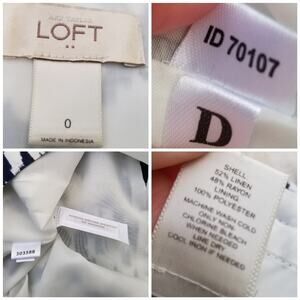 ANN TAYLOR
LOFT
0
MADE IN INDONESIA
ID 70107
D
303588
SHELL
52% LINEN
48% RAYON
LINING
100% POLYESTER
MACHINE WASH COLD
ONLY NON-
CHLORINE BLEACH
WHEN NEEDED
LINE DRY
COOL IRON IF NEEDED